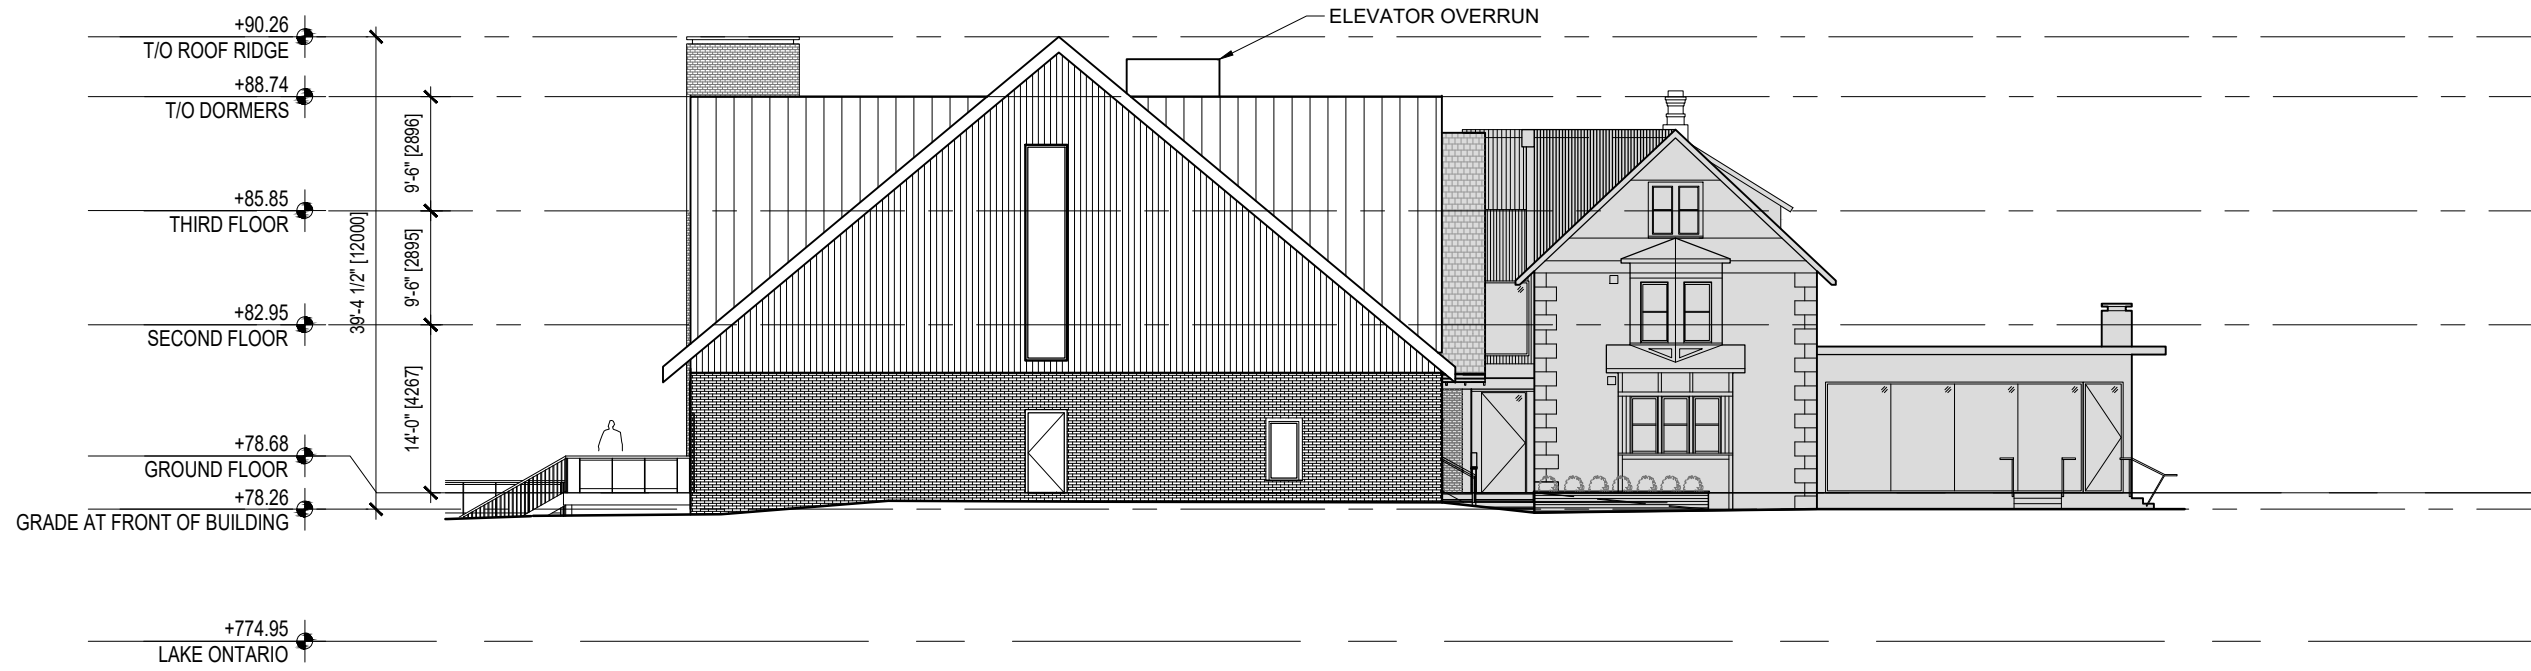 ELEVATOR OVERRUN
+90.26
T/O ROOF RIDGE
+88.74
T/O DORMERS
9'-6" [2896]
+85.85
THIRD FLOOR
39'-4 1/2" [12000]
9'-6" [2895]
+82.95
SECOND FLOOR
14'-0" [4267]
+78.68
GROUND FLOOR
+78.26
GRADE AT FRONT OF BUILDING
+774.95
LAKE ONTARIO